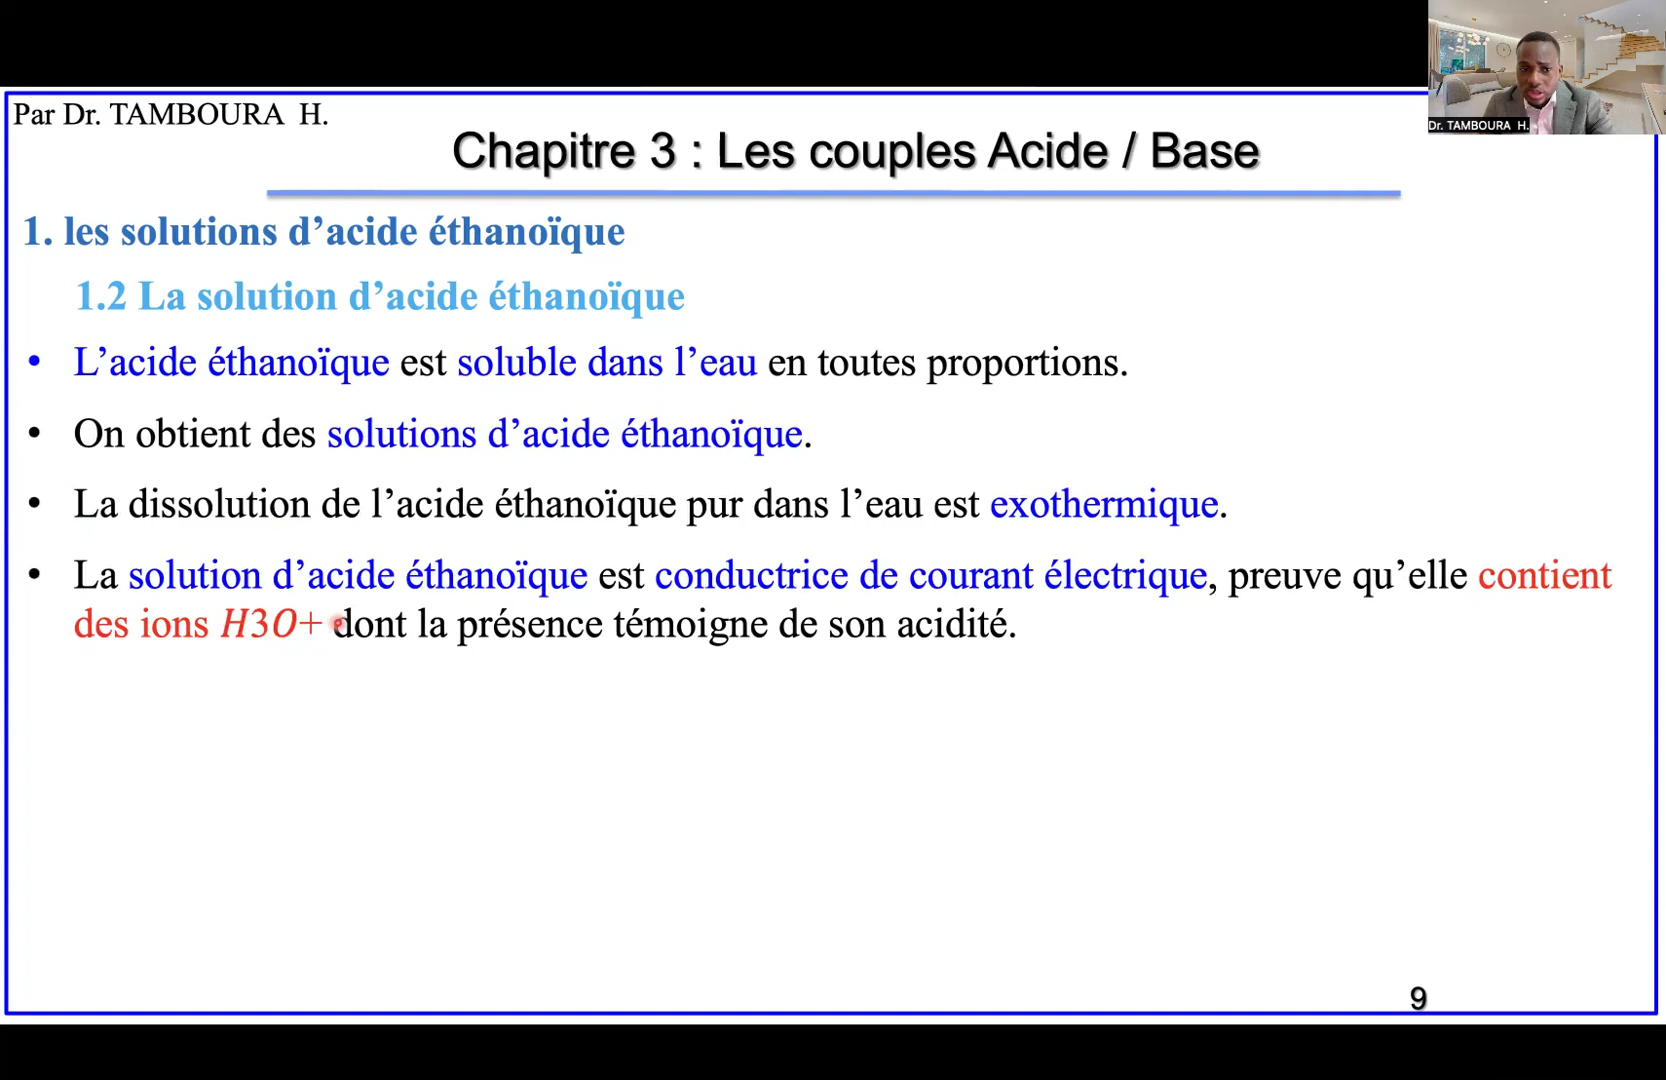 Par Dr. TAMBOURA H.
Dr. TAMBOURA H.
Chapitre 3 : Les couples Acide / Base
1. les solutions d’acide éthanoïque
1.2 La solution d’acide éthanoïque
• L’acide éthanoïque est soluble dans l’eau en toutes proportions.
• On obtient des solutions d’acide éthanoïque.
• La dissolution de l’acide éthanoïque pur dans l’eau est exothermique.
• La solution d’acide éthanoïque est conductrice de courant électrique, preuve qu’elle contient
des ions H3O+ dont la présence témoigne de son acidité.
9